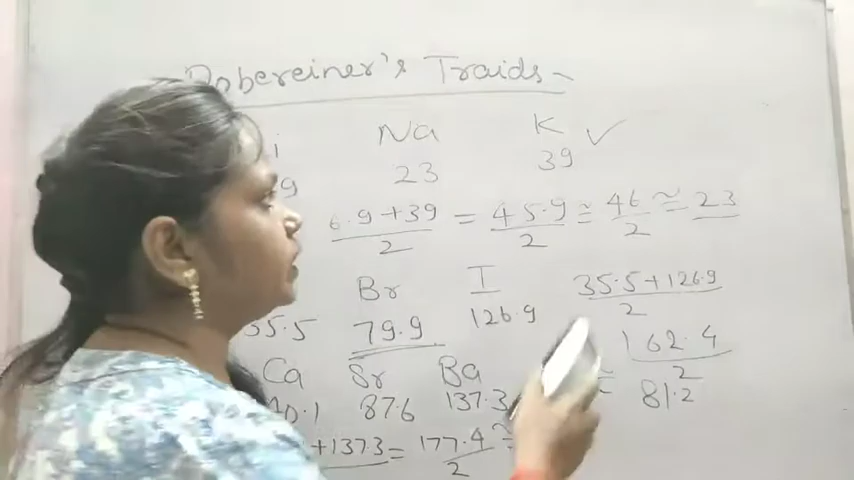 Dobereiner's Traids
i Na K ✓
9 23 39
6.9+39/2 = 45.9/2 ≅ 46/2 ≅ 23
Br I 35.5+126.9/2
35.5 79.9 126.9 162.4/2
Ca Sr Ba
0.1 87.6 137.3 81.2
+137.3 = 177.4/2 ≅